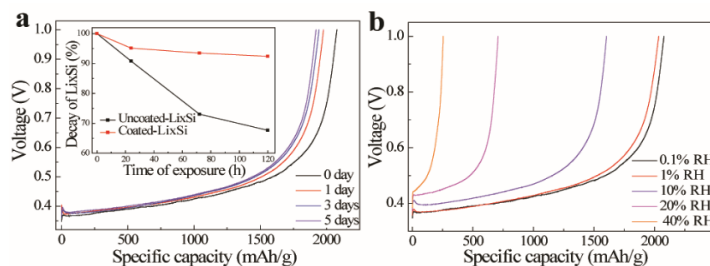 a
1.0
0.9
0.8
0.7
0.6
0.5
0.4
Voltage (V)
100
90
80
70
60
Decay of LixSi (%)
Uncoated-LixSi
Coated-LixSi
0 20 40 60 80 100 120
Time of exposure (h)
0 day
1 day
3 days
5 days
0 500 1000 1500 2000
Specific capacity (mAh/g)
b
1.0
0.8
0.6
0.4
Voltage (V)
0.1% RH
1% RH
10% RH
20% RH
40% RH
0 500 1000 1500 2000
Specific capacity (mAh/g)